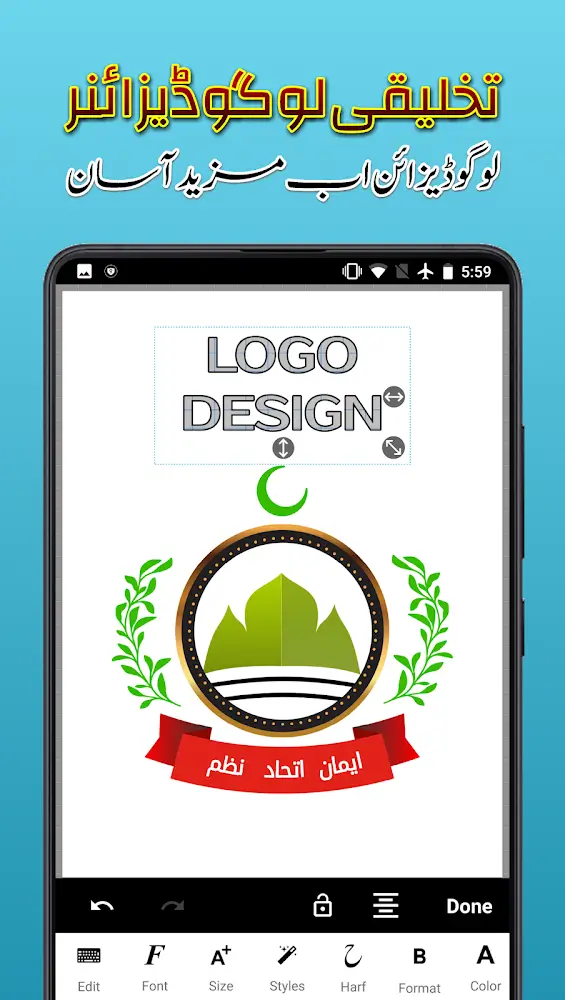 تخلیقی لوگو ڈیزائنر
لوگو ڈیزائن اب مزید آسان
5:59
LOGO
DESIGN
ایمان اتحاد نظم
Done
Edit Font Size Styles Harf Format Color